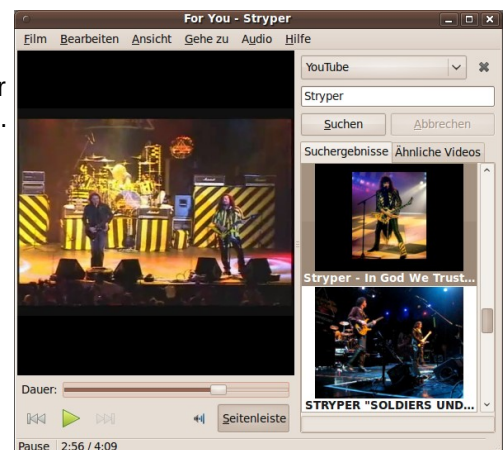 For You - Stryper
Film Bearbeiten Ansicht Gehe zu Audio Hilfe
r
.
YouTube
Stryper
Suchen Abbrechen
Suchergebnisse Ähnliche Videos
Stryper - In God We Trust...
STRYPER "SOLDIERS UND...
Dauer:
Seitenleiste
Pause 2:56 / 4:09